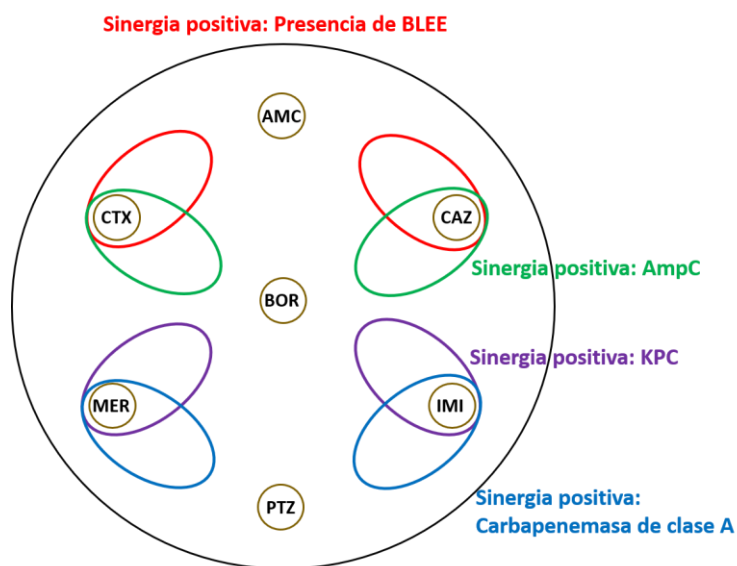 Sinergia positiva: Presencia de BLEE
AMC
CTX
CAZ
Sinergia positiva: AmpC
BOR
Sinergia positiva: KPC
MER
IMI
Sinergia positiva:
Carbapenemasa de clase A
PTZ